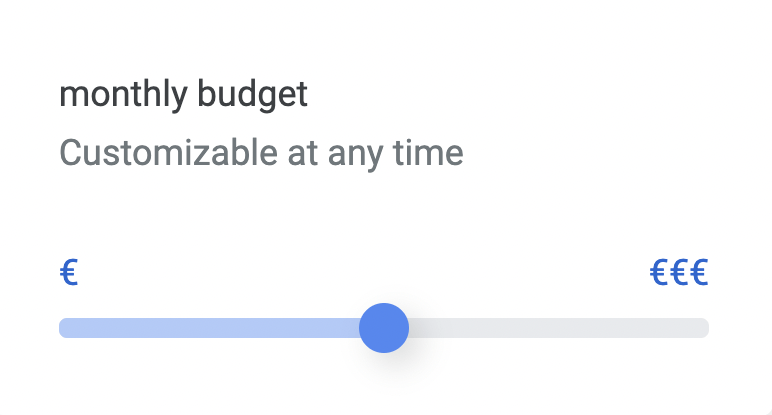 monthly budget
Customizable at any time
€ €€€